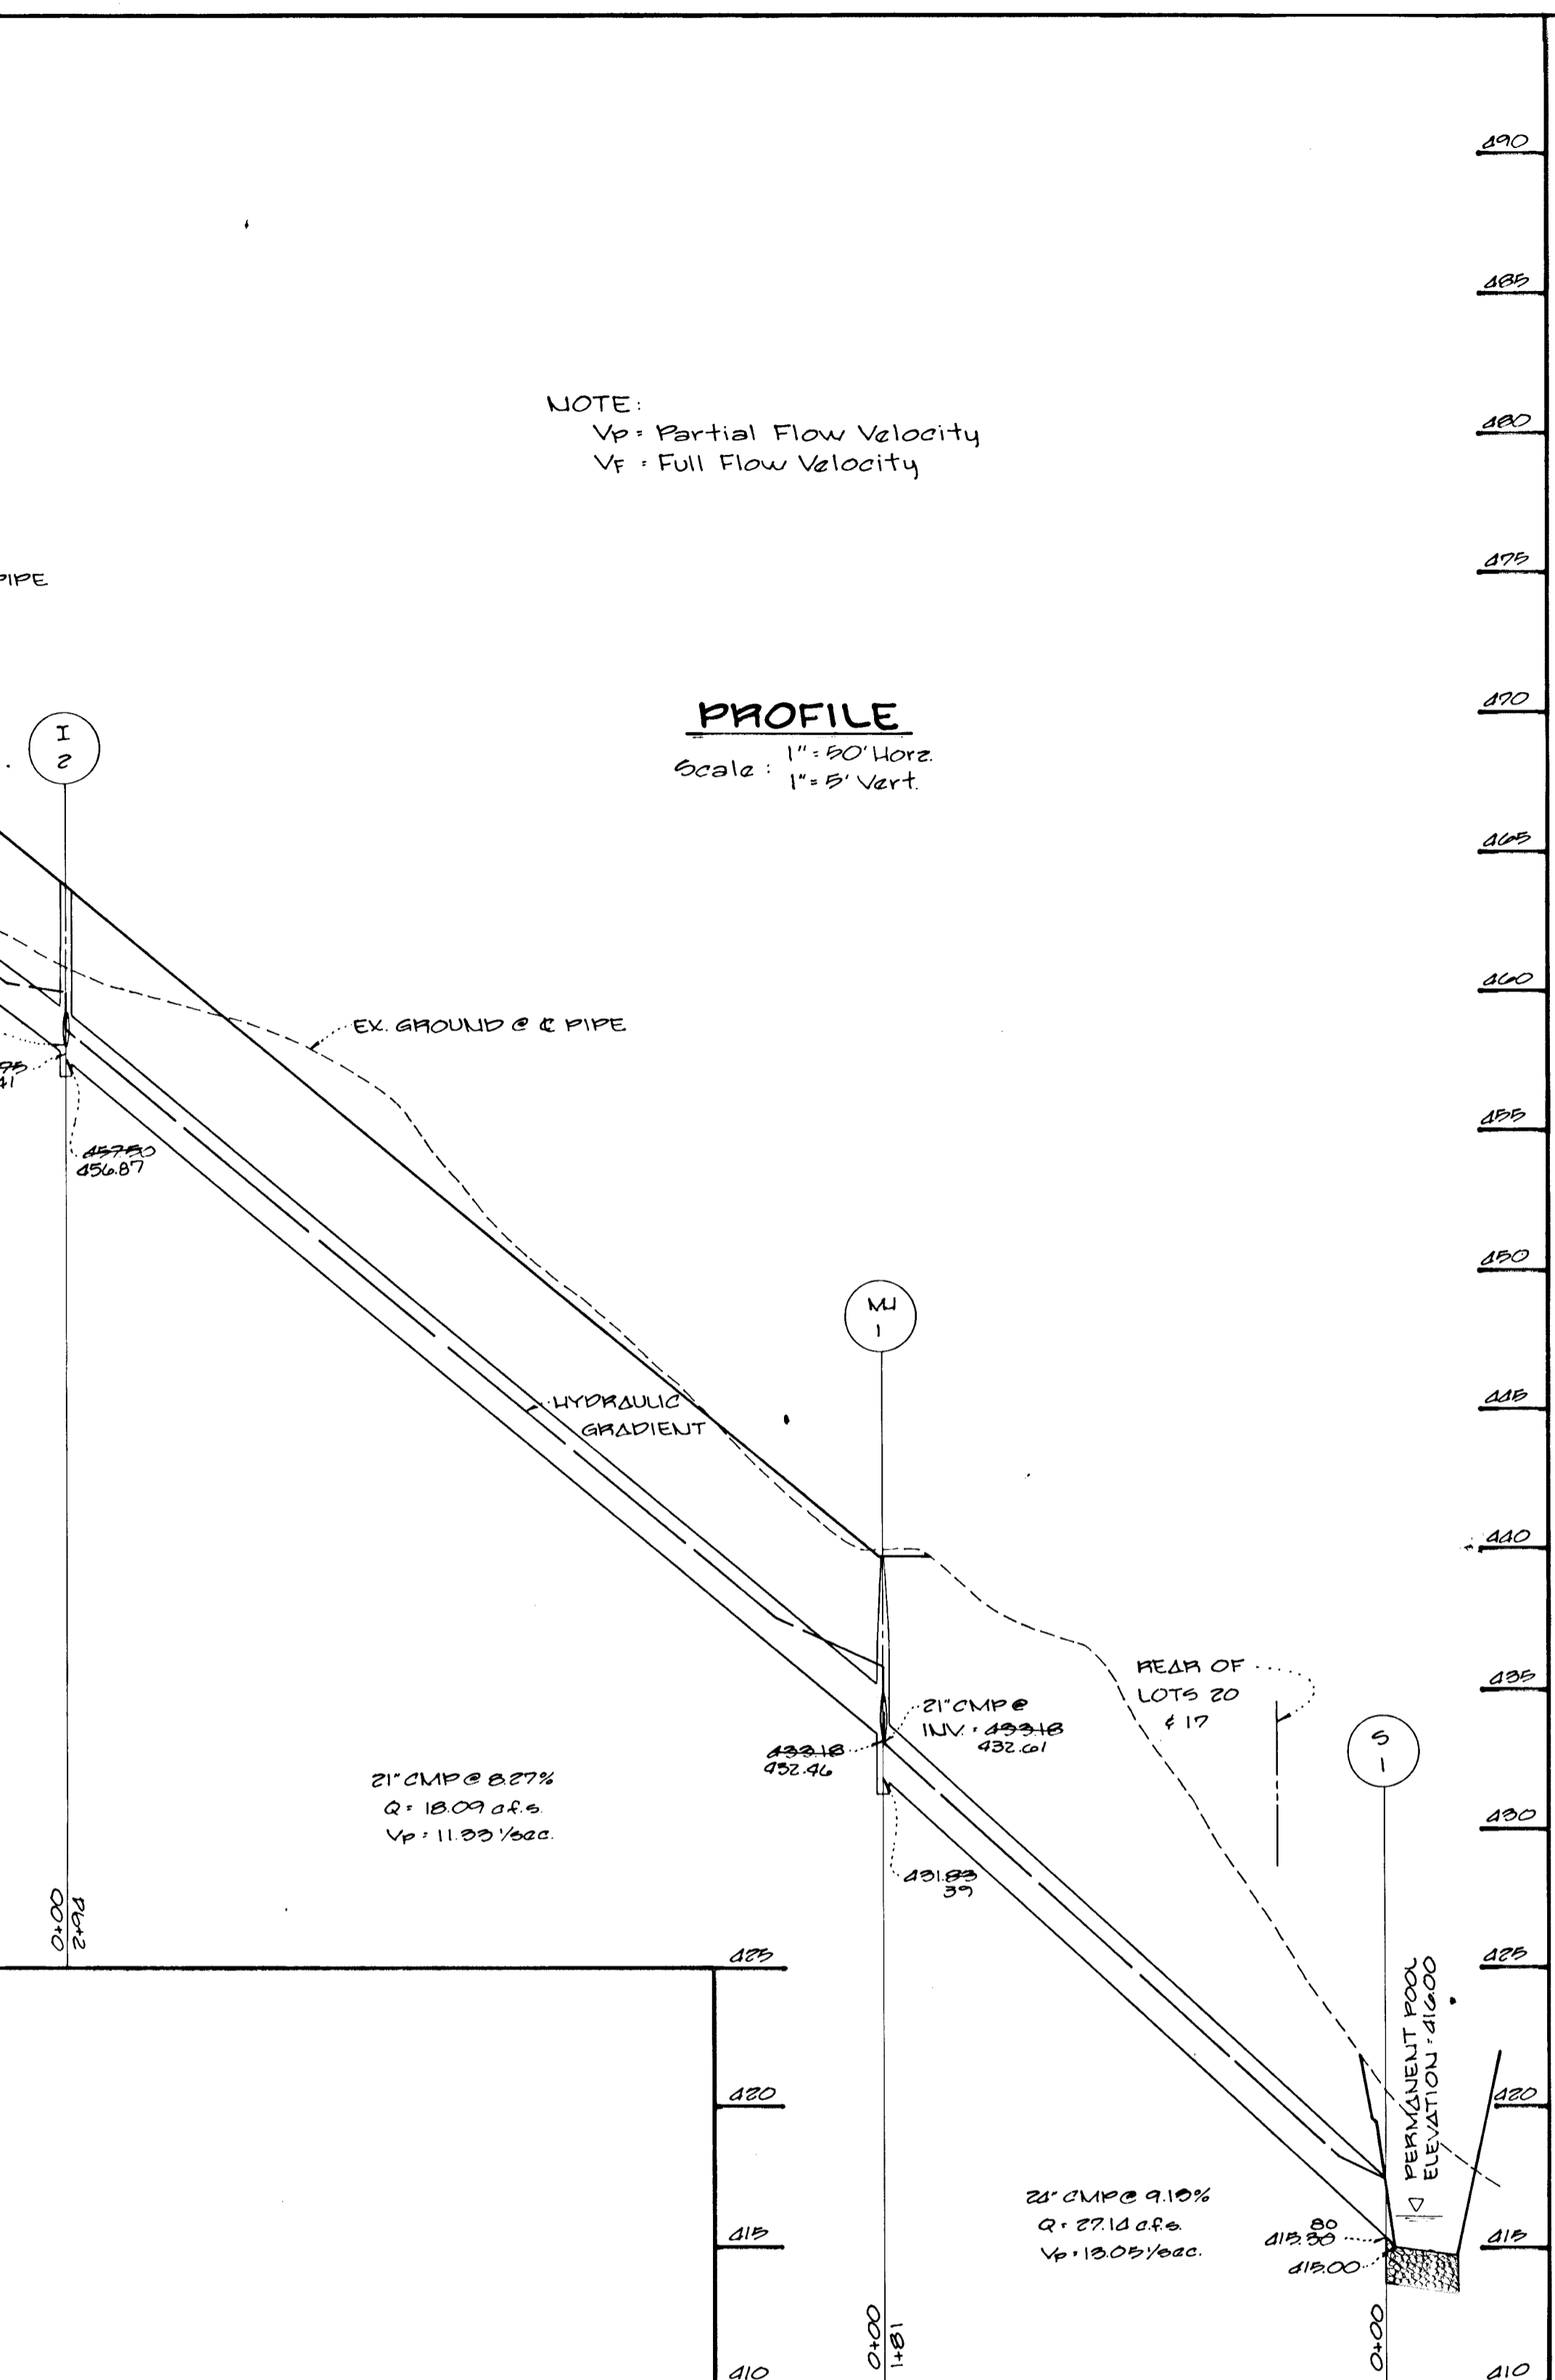 490
485
NOTE:
Vp = Partial Flow Velocity
VF = Full Flow Velocity
480
475
PIPE
470
PROFILE
Scale: 1" = 50' Horz.
1" = 5' Vert.
I
2
465
460
EX. GROUND @ ℄ PIPE
95
41
455
457.50
456.87
450
MH
1
445
HYDRAULIC
GRADIENT
440
435
REAR OF
LOTS 20
& 17
21" CMP @
INV. = 433.18
432.61
433.18
432.46
S
1
21" CMP @ 8.27%
Q = 18.09 c.f.s.
Vp = 11.33'/sec.
430
431.83
39
0+00
2+96
425
425
PERMANENT POOL
ELEVATION = 416.00
420
420
24" CMP @ 9.13%
Q = 27.14 c.f.s.
Vp = 13.05'/sec.
80
415.30
415.00
415
415
0+00
1+81
0+00
410
410